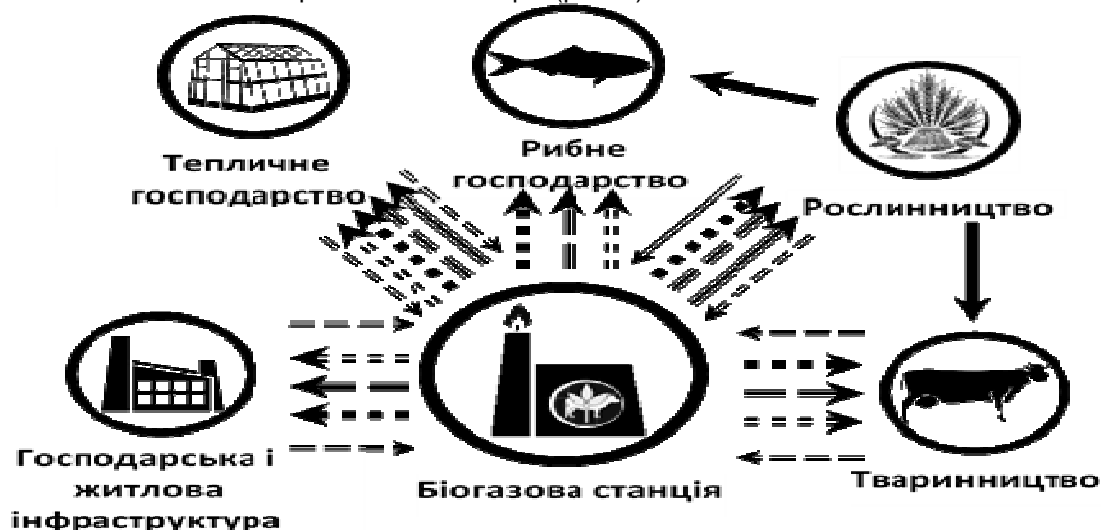 Тепличне
господарство
Рибне
господарство
Рослинництво
Господарська і
житлова
інфраструктура
Біогазова станція
Тваринництво